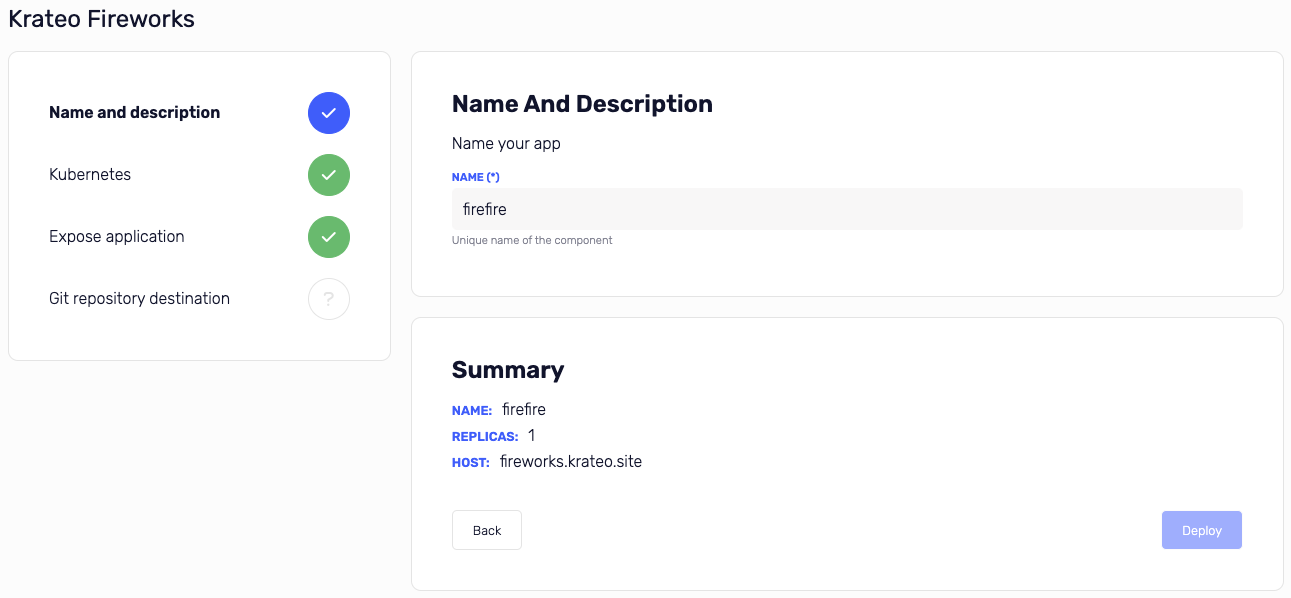 Krateo Fireworks
Name and description
Kubernetes
Expose application
Git repository destination
?
Name And Description
Name your app
NAME (*)
firefire
Unique name of the component
Summary
NAME: firefire
REPLICAS: 1
HOST: fireworks.krateo.site
Back
Deploy